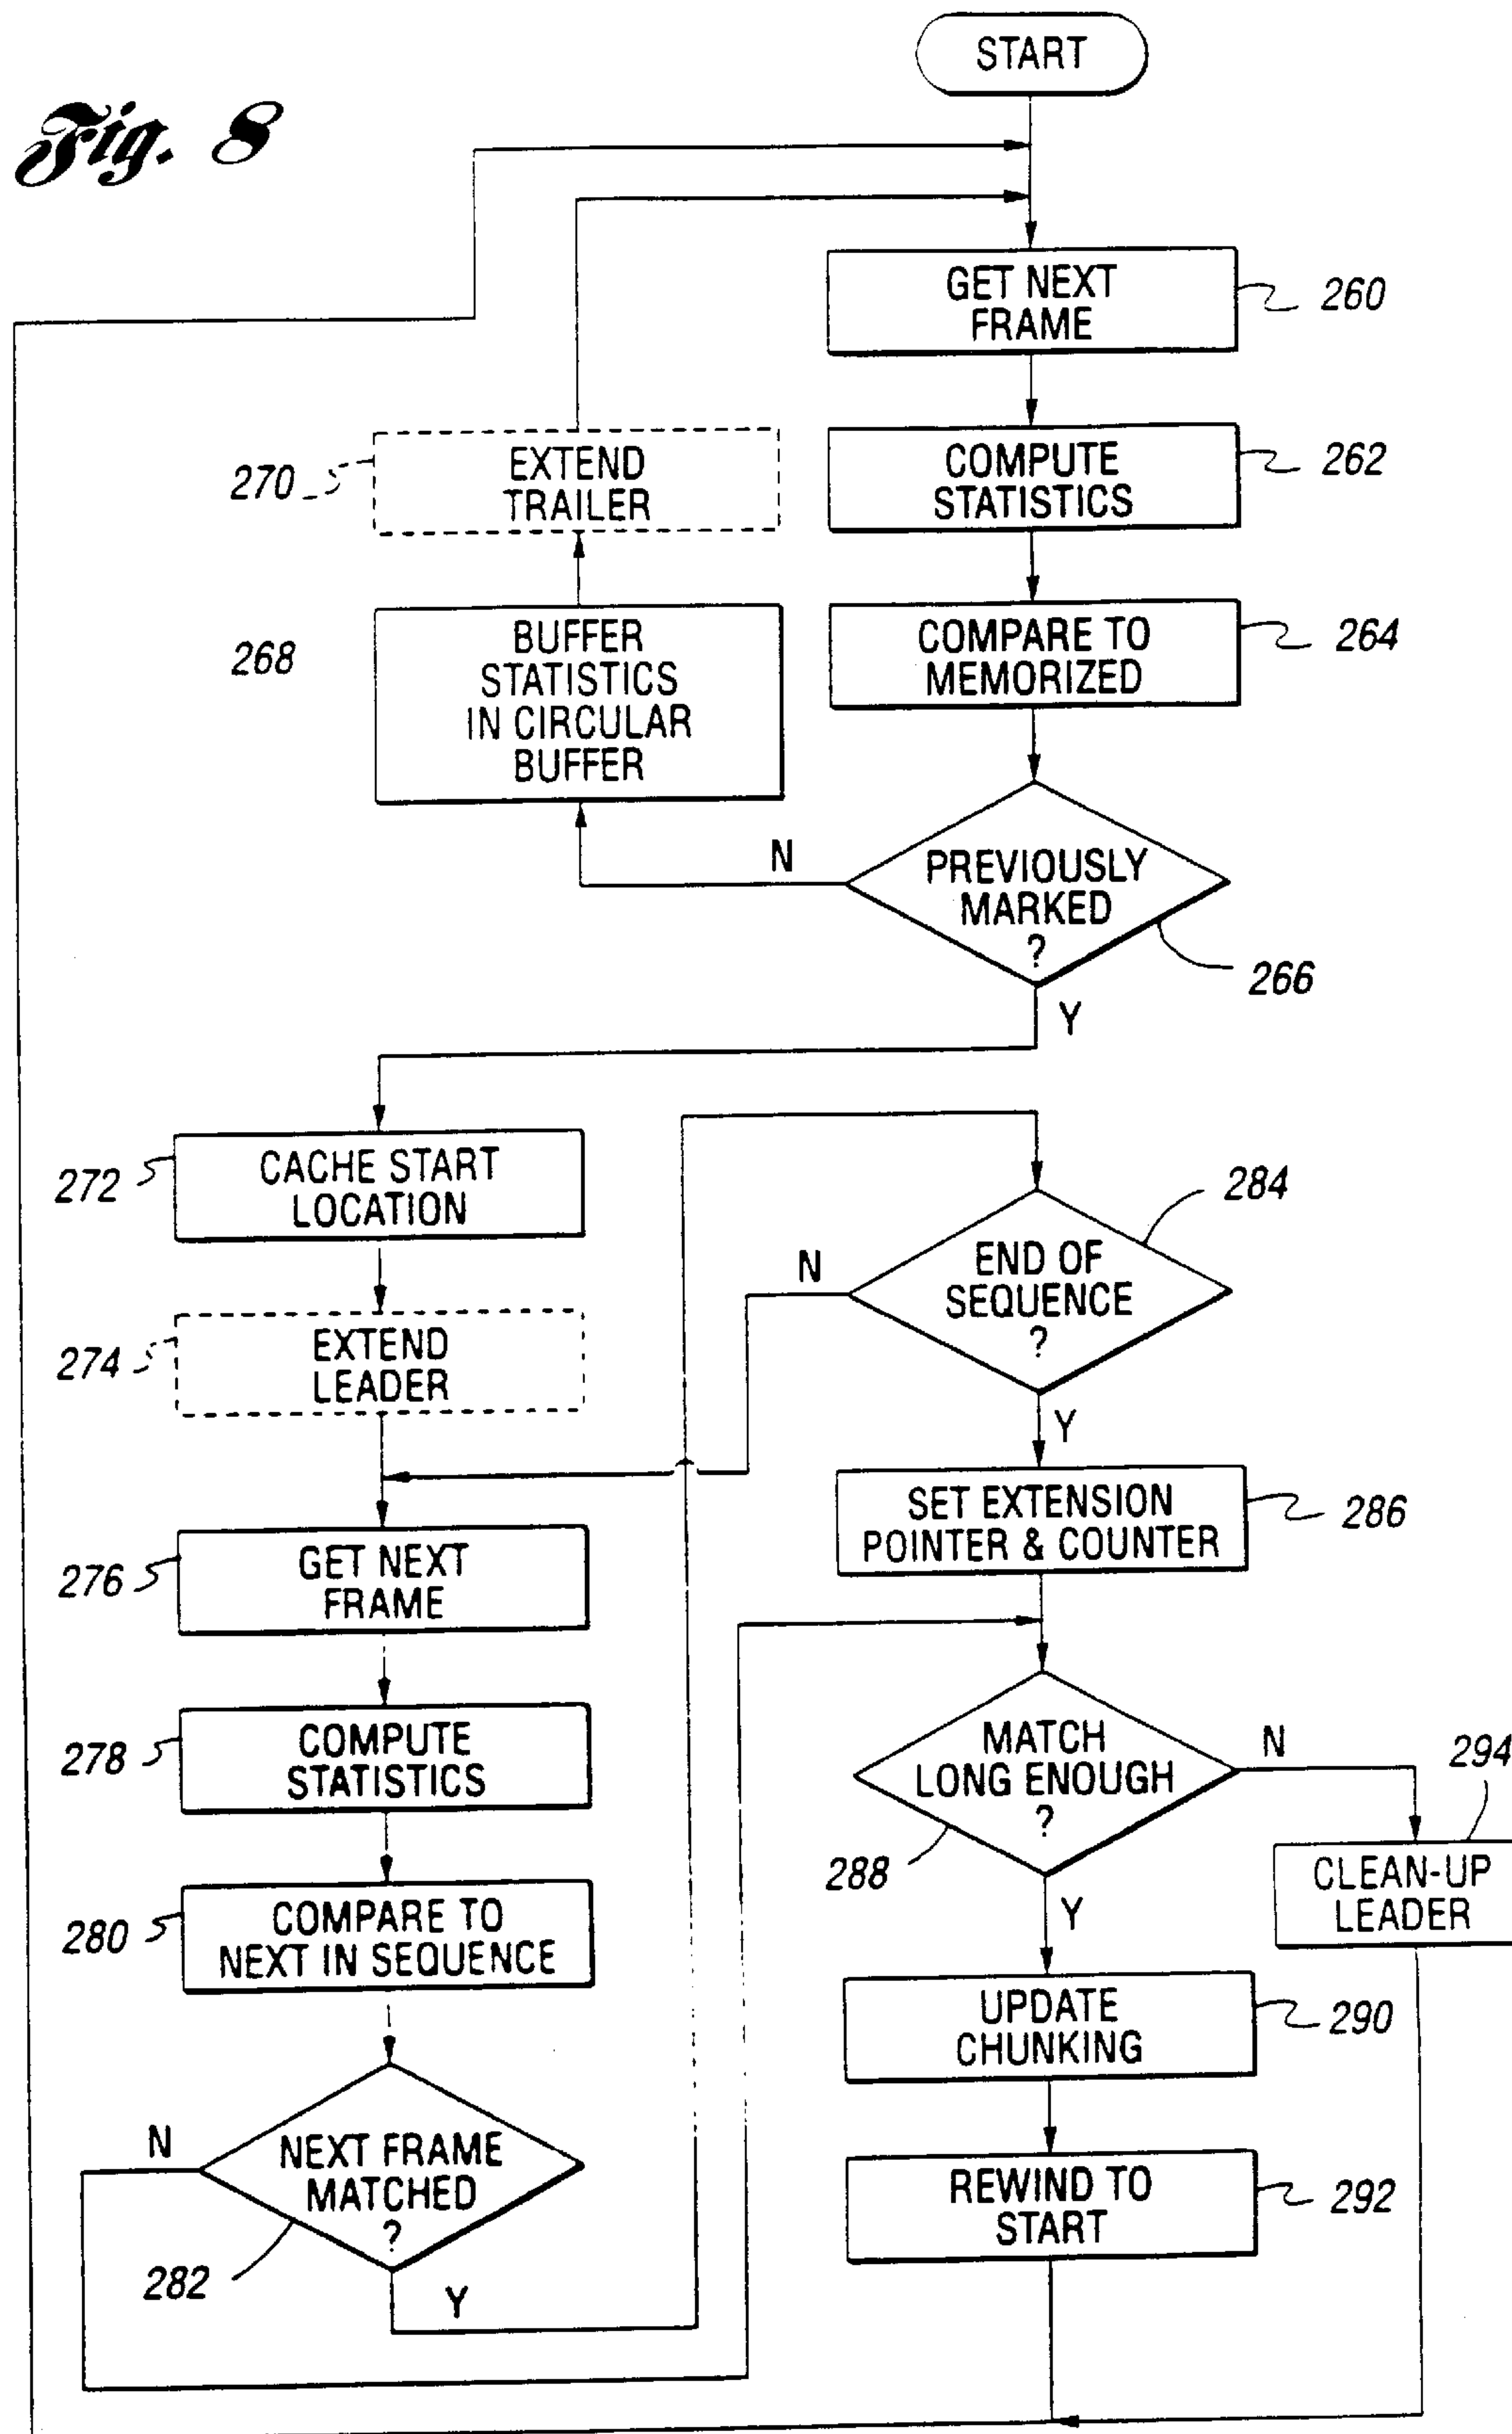 Fig. 8
START
GET NEXT
FRAME
260
COMPUTE
STATISTICS
262
EXTEND
TRAILER
270
COMPARE TO
MEMORIZED
264
BUFFER
STATISTICS
IN CIRCULAR
BUFFER
268
N
PREVIOUSLY
MARKED
?
266
Y
CACHE START
LOCATION
272
END OF
SEQUENCE
?
284
N
Y
EXTEND
LEADER
274
SET EXTENSION
POINTER & COUNTER
286
GET NEXT
FRAME
276
COMPUTE
STATISTICS
278
MATCH
LONG ENOUGH
?
288
N
Y
294
CLEAN-UP
LEADER
COMPARE TO
NEXT IN SEQUENCE
280
UPDATE
CHUNKING
290
N
NEXT FRAME
MATCHED
?
282
Y
REWIND TO
START
292